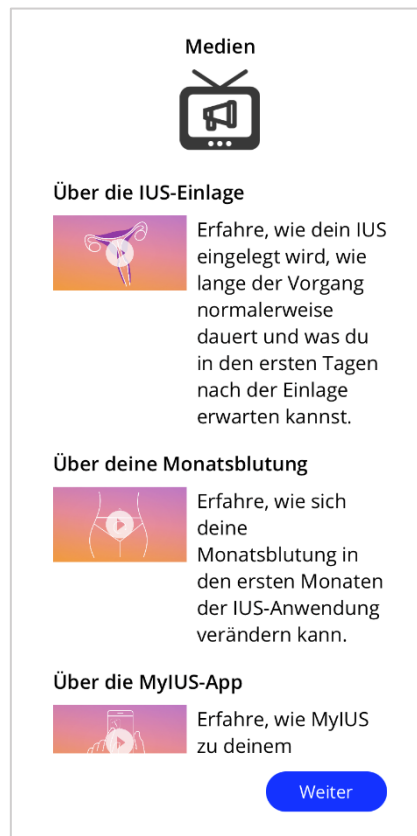 Medien
Über die IUS-Einlage
Erfahre, wie dein IUS
eingelegt wird, wie
lange der Vorgang
normalerweise
dauert und was du
in den ersten Tagen
nach der Einlage
erwarten kannst.
Über deine Monatsblutung
Erfahre, wie sich
deine
Monatsblutung in
den ersten Monaten
der IUS-Anwendung
verändern kann.
Über die MyIUS-App
Erfahre, wie MyIUS
zu deinem
Weiter